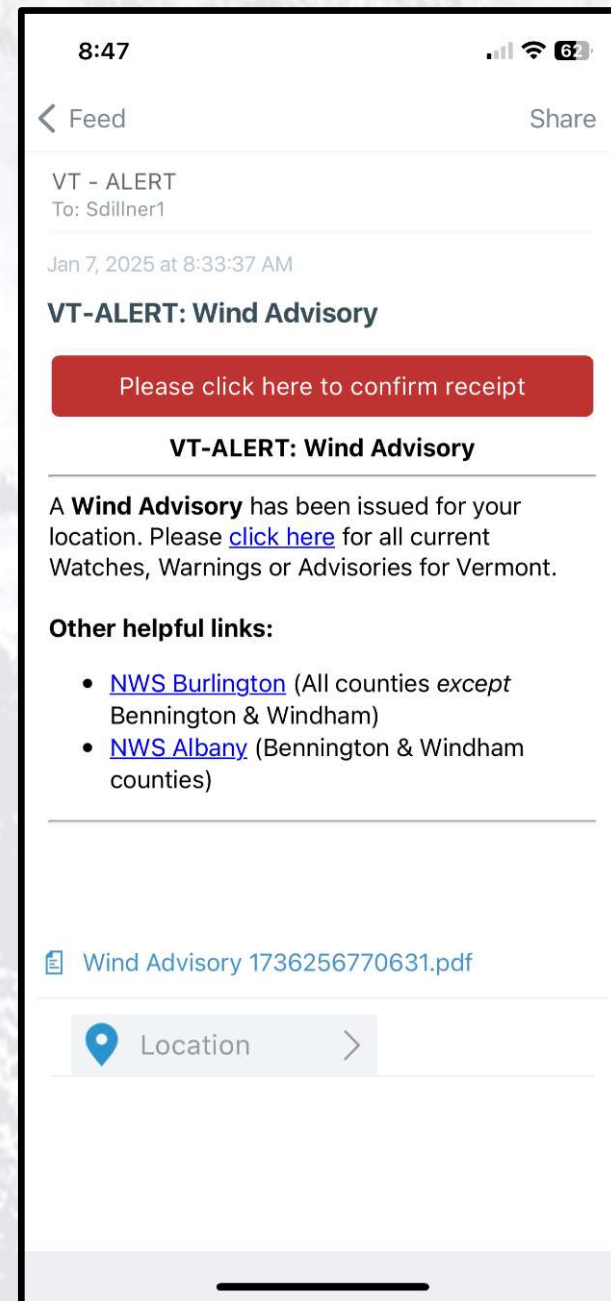 8:47
62
Feed
Share
VT - ALERT
To: Sdillner1
Jan 7, 2025 at 8:33:37 AM
VT-ALERT: Wind Advisory
Please click here to confirm receipt
VT-ALERT: Wind Advisory
A Wind Advisory has been issued for your
location. Please click here for all current
Watches, Warnings or Advisories for Vermont.
Other helpful links:
• NWS Burlington (All counties except
Bennington & Windham)
• NWS Albany (Bennington & Windham
counties)
Wind Advisory 1736256770631.pdf
Location